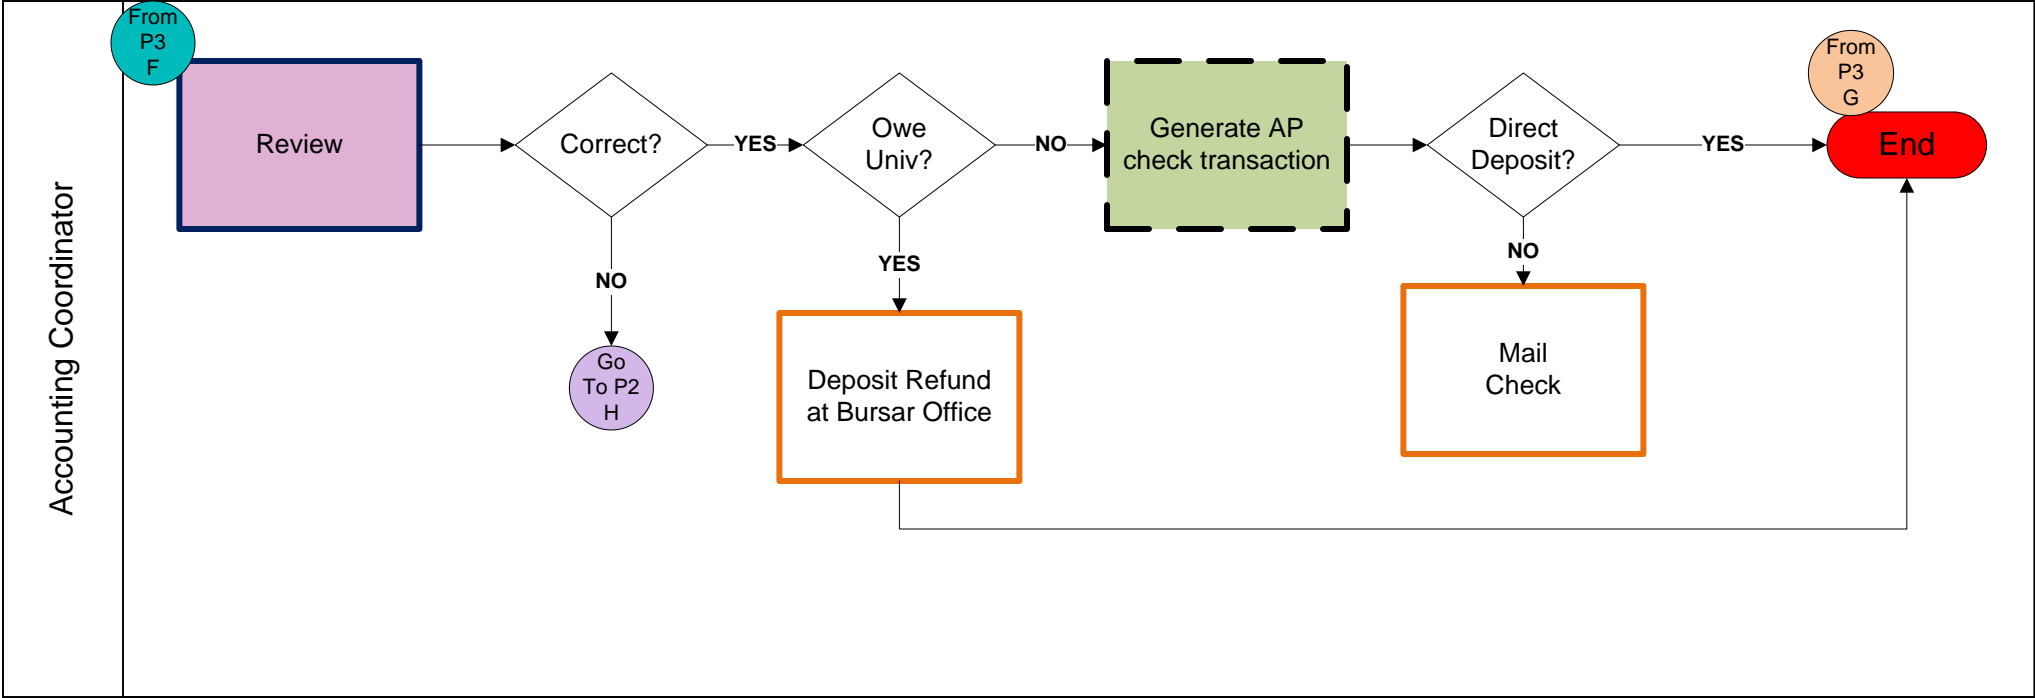 Accounting Coordinator
From
P3
F
Review
Correct?
YES
Owe
Univ?
NO
Generate AP
check transaction
Direct
Deposit?
YES
From
P3
G
End
NO
Go
To P2
H
YES
Deposit Refund
at Bursar Office
NO
Mail
Check